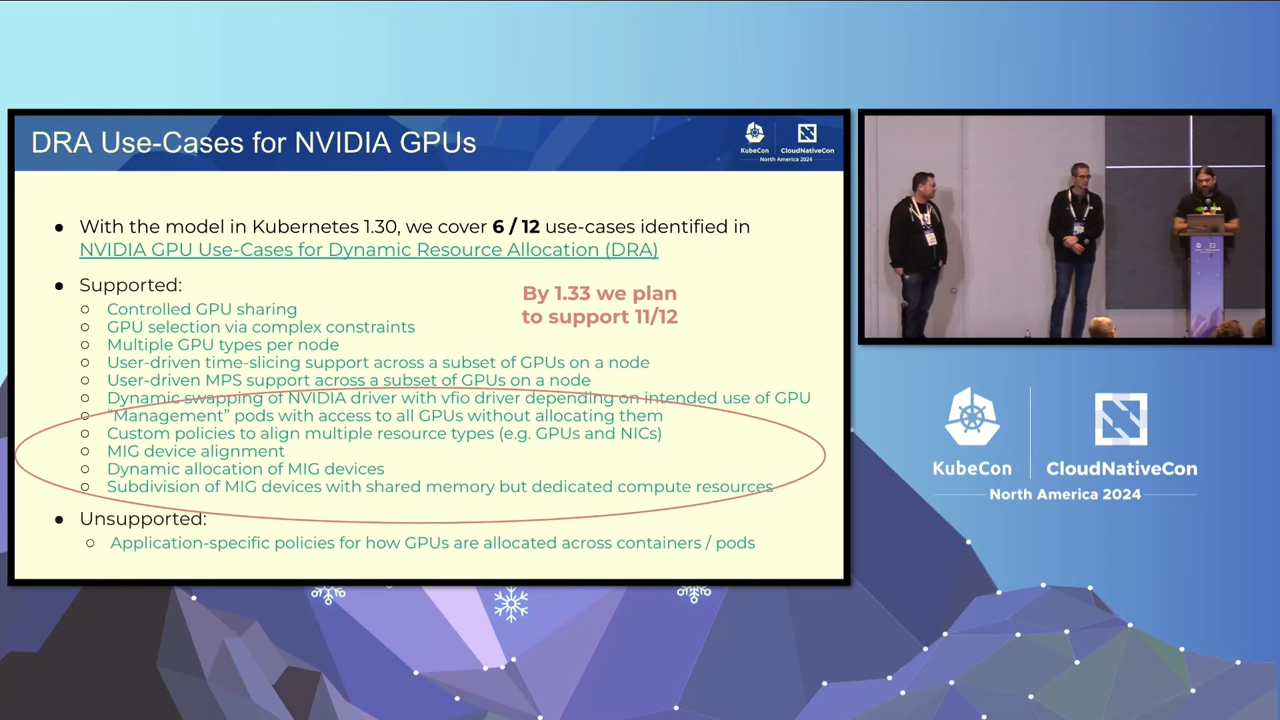 DRA Use-Cases for NVIDIA GPUs
KubeCon
CloudNativeCon
North America 2024
With the model in Kubernetes 1.30, we cover 6 / 12 use-cases identified in
NVIDIA GPU Use-Cases for Dynamic Resource Allocation (DRA)
Supported:
Controlled GPU sharing
GPU selection via complex constraints
Multiple GPU types per node
User-driven time-slicing support across a subset of GPUs on a node
User-driven MPS support across a subset of GPUs on a node
Dynamic swapping of NVIDIA driver with vfio driver depending on intended use of GPU
"Management" pods with access to all GPUs without allocating them
Custom policies to align multiple resource types (e.g. GPUs and NICs)
MIG device alignment
Dynamic allocation of MIG devices
Subdivision of MIG devices with shared memory but dedicated compute resources
By 1.33 we plan
to support 11/12
Unsupported:
Application-specific policies for how GPUs are allocated across containers / pods
KubeCon
CloudNativeCon
North America 2024